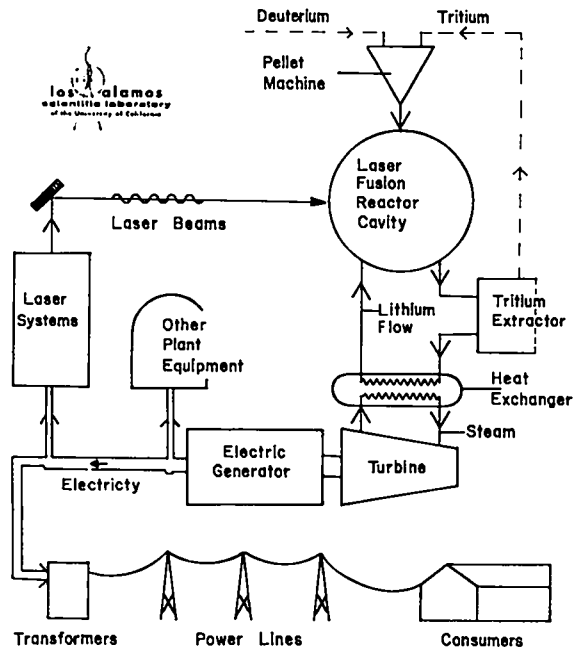 Deuterium
Tritium
Pellet
Machine
los alamos
scientific laboratory
of the University of California
Laser
Fusion
Reactor
Cavity
Laser Beams
Laser
Systems
Other
Plant
Equipment
Lithium
Flow
Tritium
Extractor
Heat
Exchanger
Steam
Electric
Generator
Turbine
Electricty
Transformers
Power Lines
Consumers